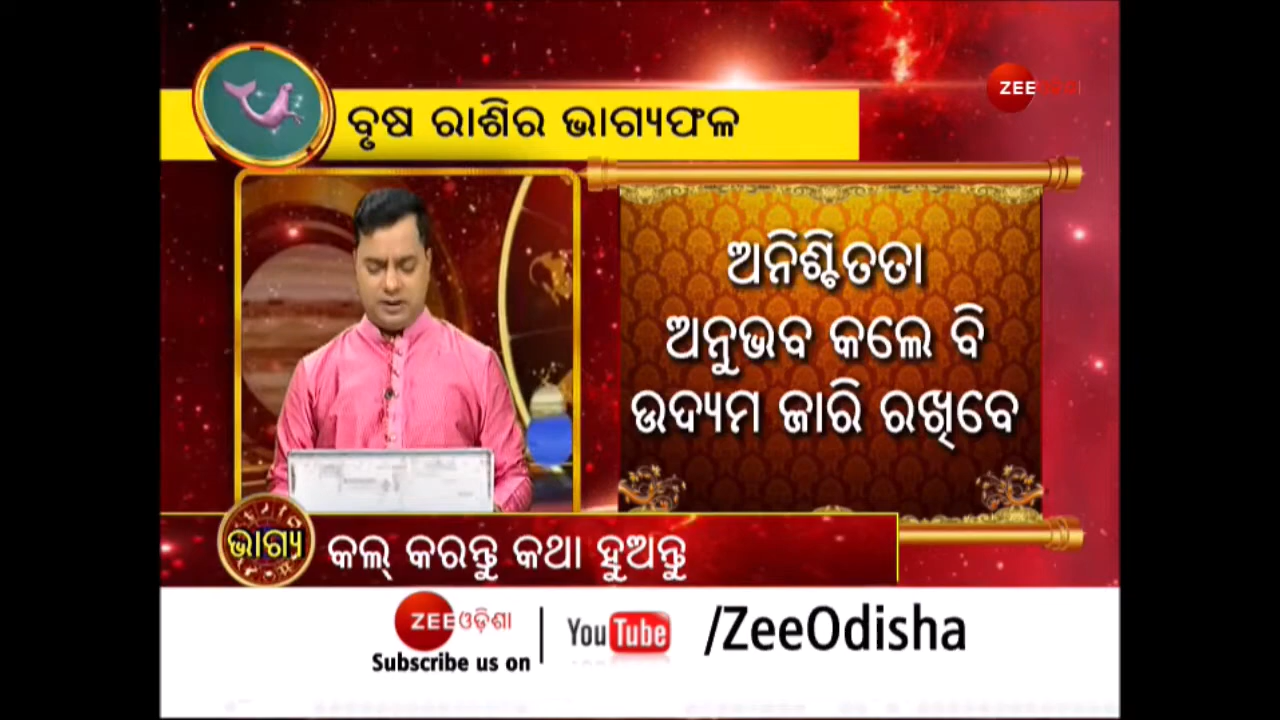 ବୃଷ ରାଶିର ଭାଗ୍ୟଫଳ
ZEE
ଅନିଶ୍ଚିତତା
ଅନୁଭବ କଲେ ବି
ଉଦ୍ୟମ ଜାରି ରଖିବେ
ଭାଗ୍ୟ
କଲ୍ କରନ୍ତୁ କଥା ହୁଅନ୍ତୁ
ZEE ଓଡ଼ିଶା
Subscribe us on
YouTube
/ZeeOdisha